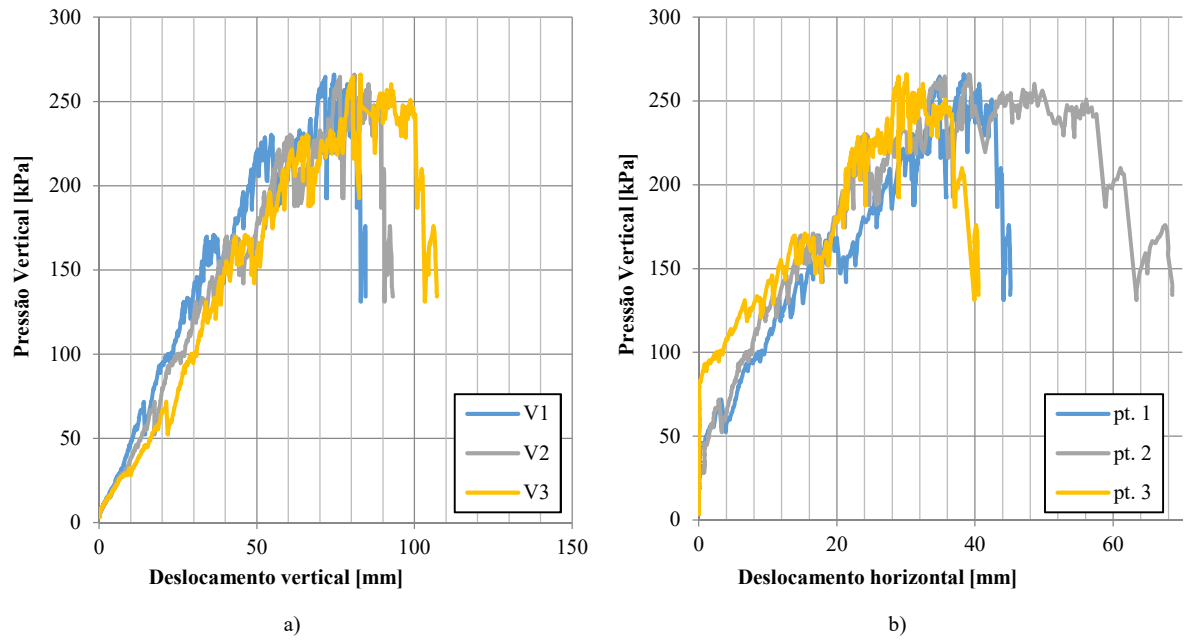 300
250
200
150
100
50
0
Pressão Vertical [kPa]
0
50
100
150
Deslocamento vertical [mm]
V1
V2
V3
a)
300
250
200
150
100
50
0
Pressão Vertical [kPa]
0
20
40
60
Deslocamento horizontal [mm]
pt. 1
pt. 2
pt. 3
b)